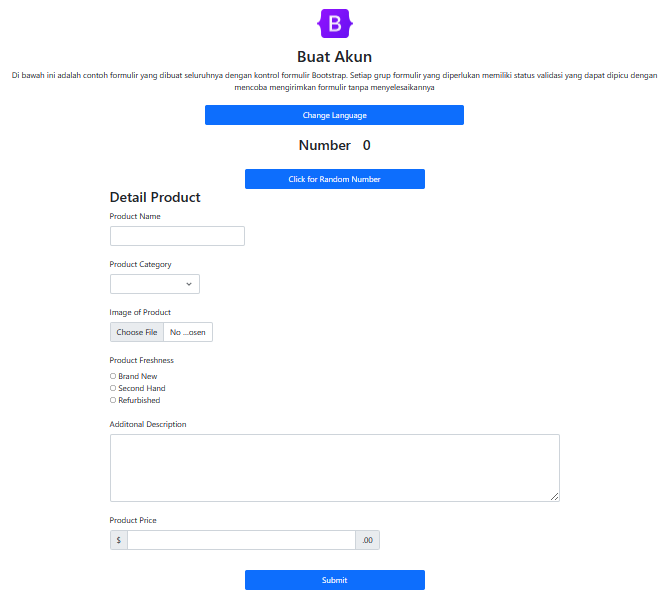 B
Buat Akun
Di bawah ini adalah contoh formulir yang dibuat seluruhnya dengan kontrol formulir Bootstrap. Setiap grup formulir yang diperlukan memiliki status validasi yang dapat dipicu dengan
mencoba mengirimkan formulir tanpa menyelesaikannya
Change Language
Number 0
Click for Random Number
Detail Product
Product Name
Product Category
Image of Product
Choose File No ...osen
Product Freshness
Brand New
Second Hand
Refurbished
Additonal Description
Product Price
$ .00
Submit